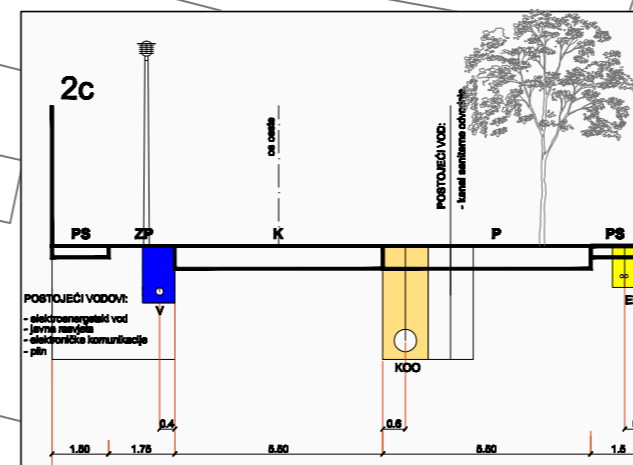 2c
os ceste
POSTOJEĆI VOD:
- kanal sanitarne odvodnje
PS ZP K P PS
POSTOJEĆI VODOVI:
- elektroenergetski vod
- javna rasvjeta
- elektroničke komunikacije
- plin
V
KOO
E
0.4 0.6
1.50 1.75 5.50 5.50 1.5